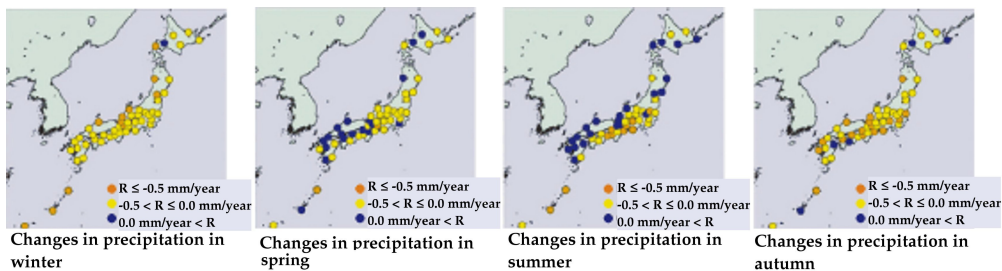 R ≤ -0.5 mm/year
-0.5 < R ≤ 0.0 mm/year
0.0 mm/year < R
Changes in precipitation in
winter
R ≤ -0.5 mm/year
-0.5 < R ≤ 0.0 mm/year
0.0 mm/year < R
Changes in precipitation in
spring
R ≤ -0.5 mm/year
-0.5 < R ≤ 0.0 mm/year
0.0 mm/year < R
Changes in precipitation in
summer
R ≤ -0.5 mm/year
-0.5 < R ≤ 0.0 mm/year
0.0 mm/year < R
Changes in precipitation in
autumn